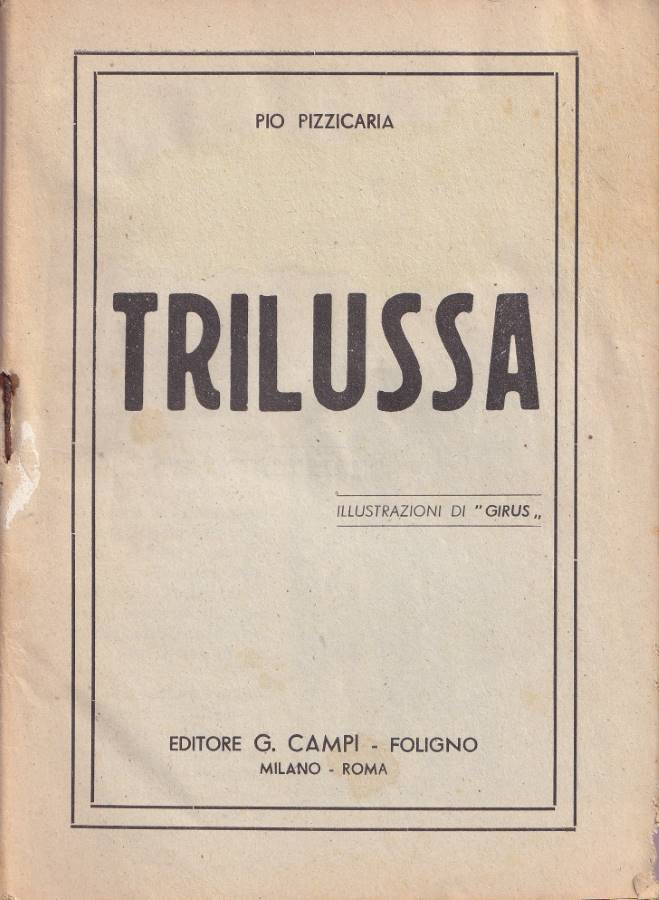 PIO PIZZICARIA
TRILUSSA
ILLUSTRAZIONI DI "GIRUS„
EDITORE G. CAMPI - FOLIGNO
MILANO - ROMA